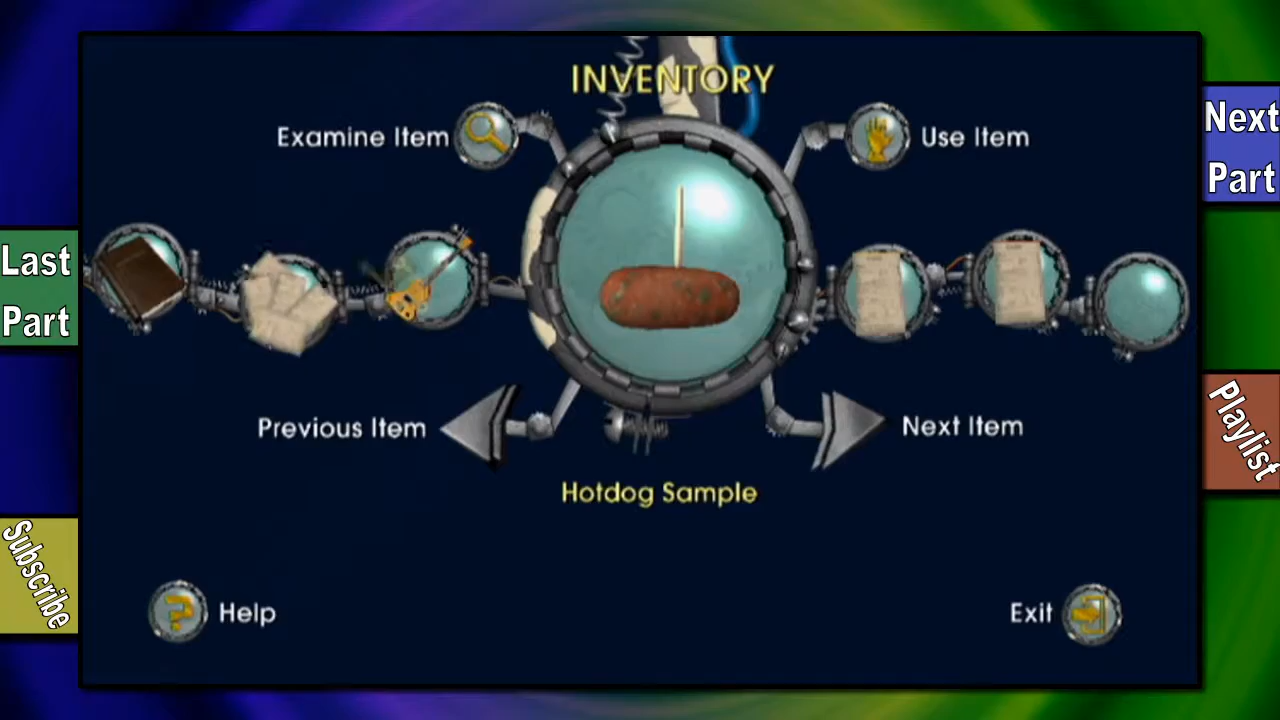 INVENTORY
Examine Item
Use Item
Next
Part
Last
Part
Previous Item
Next Item
Playlist
Hotdog Sample
Subscribe
Help
Exit